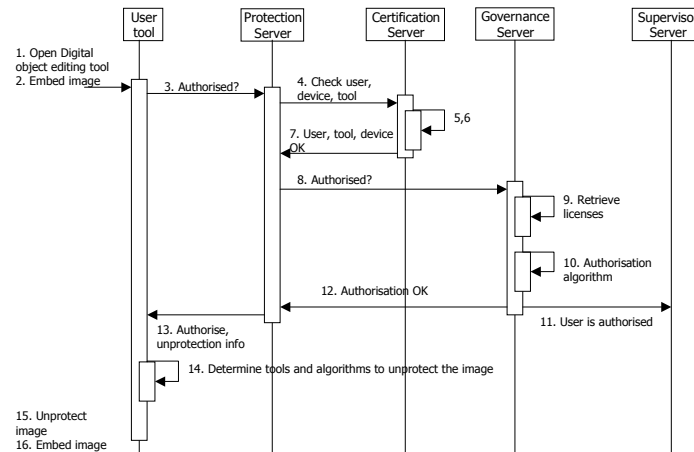 User
tool
Protection
Server
Certification
Server
Governance
Server
Supervisor
Server
1. Open Digital
object editing tool
2. Embed image
3. Authorised?
4. Check user,
device, tool
5,6
7. User, tool, device
OK
8. Authorised?
9. Retrieve
licenses
10. Authorisation
algorithm
12. Authorisation OK
11. User is authorised
13. Authorise,
unprotection info
14. Determine tools and algorithms to unprotect the image
15. Unprotect
image
16. Embed image